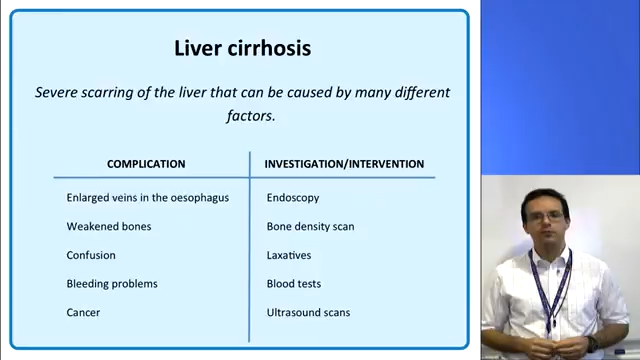 Liver cirrhosis
Severe scarring of the liver that can be caused by many different
factors.
COMPLICATION INVESTIGATION/INTERVENTION
Enlarged veins in the oesophagus Endoscopy
Weakened bones Bone density scan
Confusion Laxatives
Bleeding problems Blood tests
Cancer Ultrasound scans